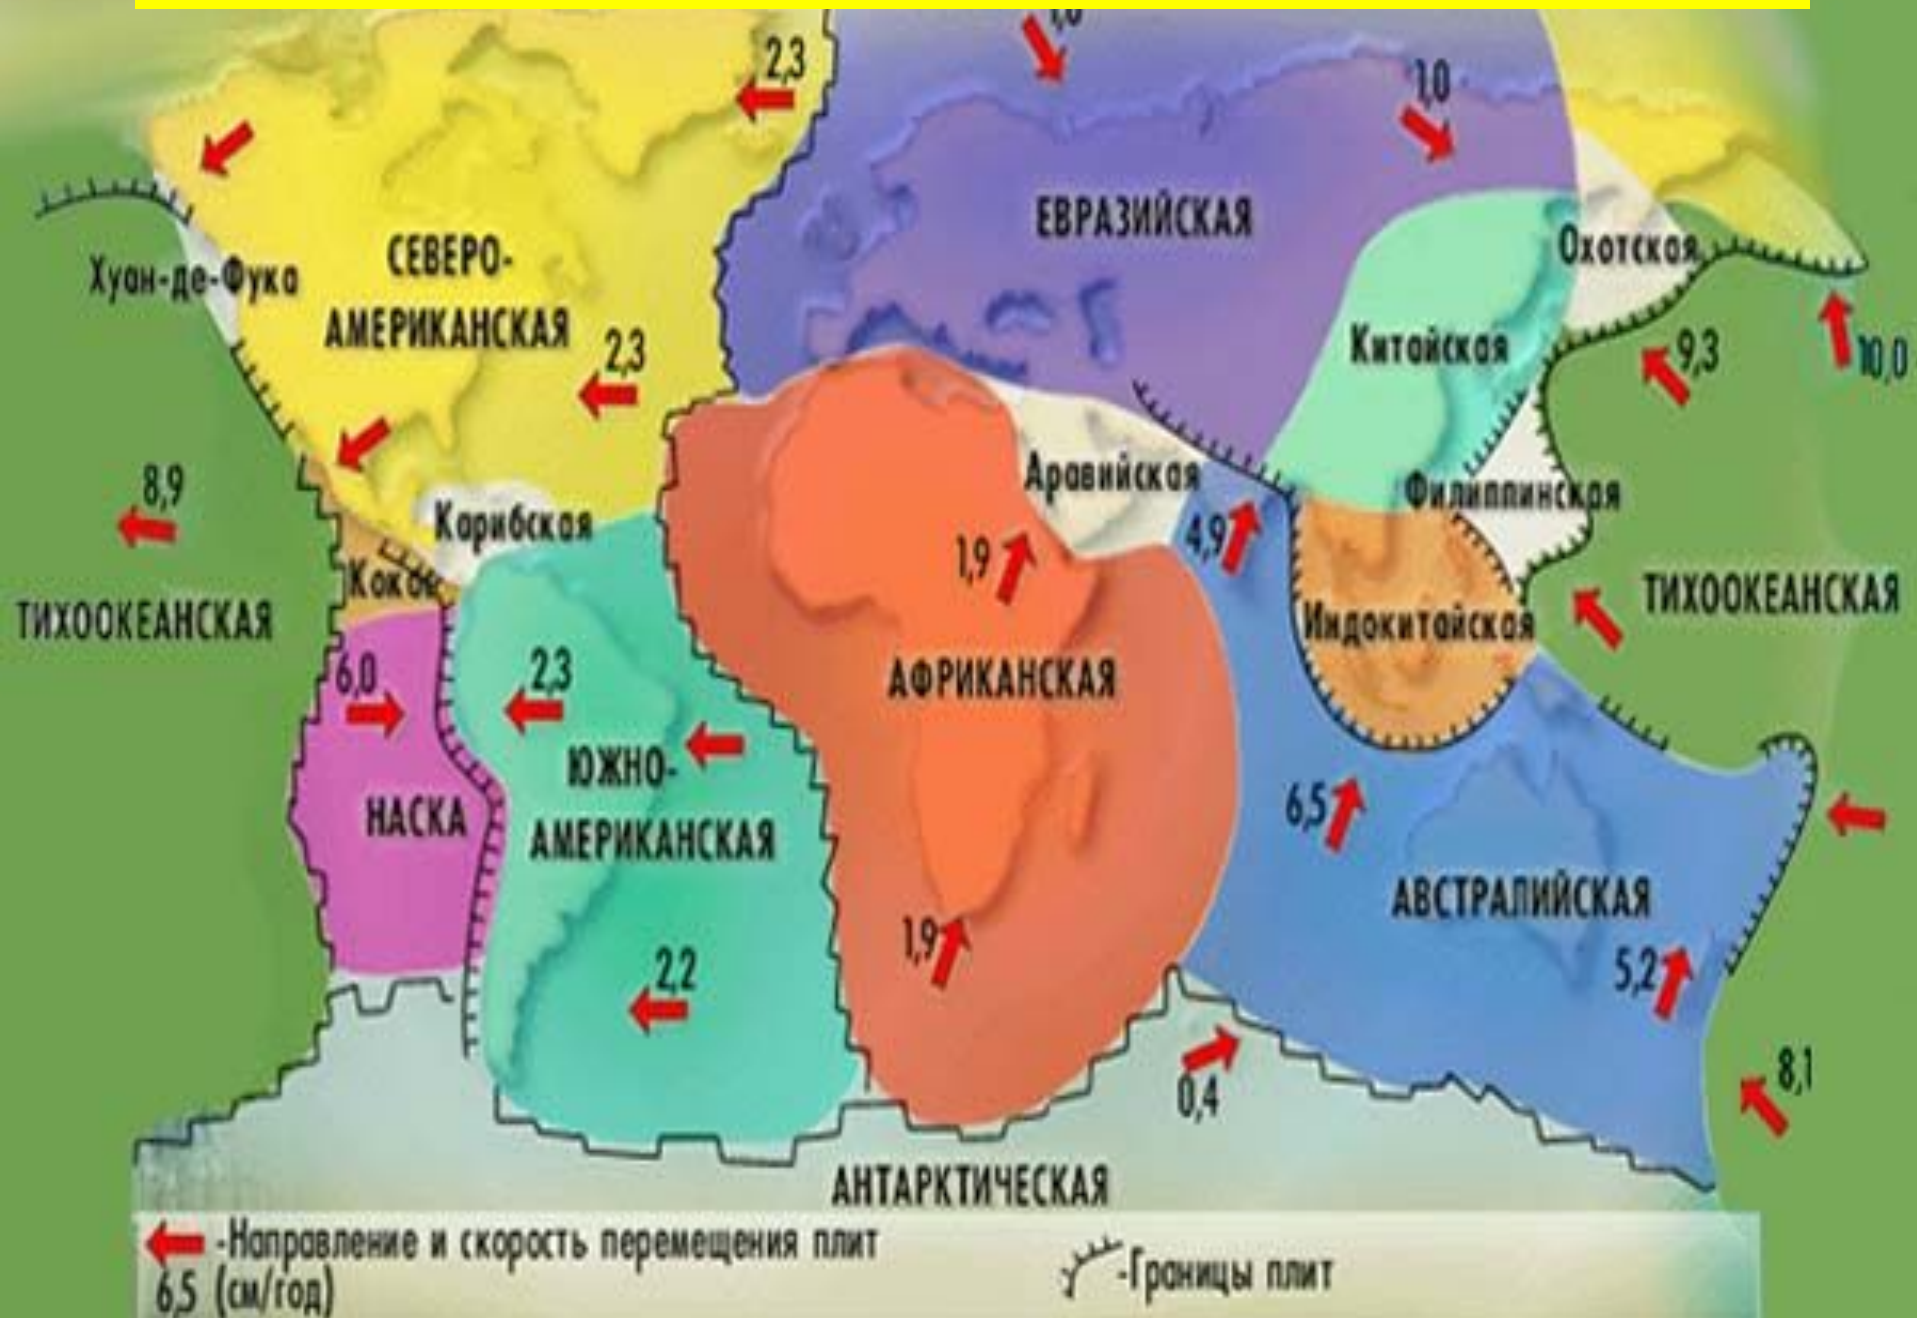 1,0
2,3
1,0
ЕВРАЗИЙСКАЯ
СЕВЕРО-
АМЕРИКАНСКАЯ
Хуан-де-Фука
Охотская
2,3
Китайская
9,3
10,0
8,9
Карибская
Аравийская
Филиппинская
1,9
4,9
Кокос
ТИХООКЕАНСКАЯ
Индокитайская
ТИХООКЕАНСКАЯ
6,0
2,3
АФРИКАНСКАЯ
НАСКА
ЮЖНО-
АМЕРИКАНСКАЯ
6,5
АВСТРАЛИЙСКАЯ
1,9
2,2
5,2
0,4
8,1
АНТАРКТИЧЕСКАЯ
-Направление и скорость перемещения плит
6,5 (см/год)
-Границы плит